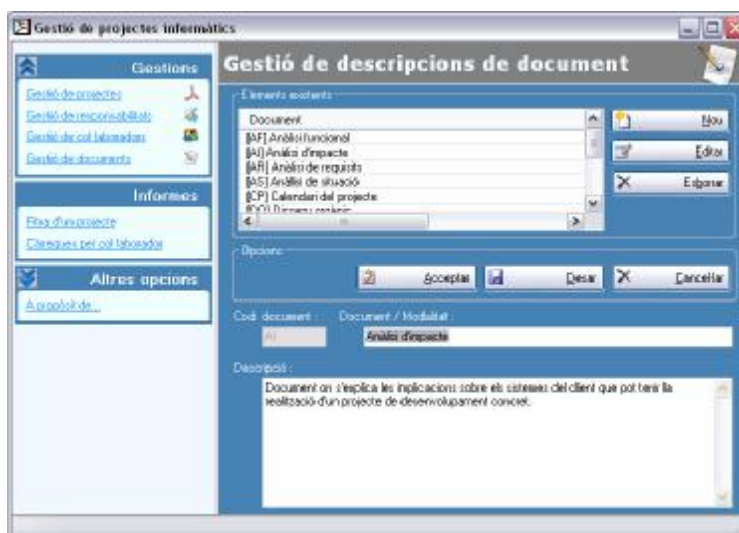 Gestió de projectes informàtics
Gestions
Gestió de projectes
Gestió de responsabilitats
Gestió de col·laboradors
Gestió de documents
Informes
Fitxa d'un projecte
Càrregues per col·laborador
Altres opcions
A propòsit de...
Gestió de descripcions de document
Elements existents
Document
[AF] Anàlisi funcional
[AI] Anàlisi d'impacte
[AR] Anàlisi de requisits
[AS] Anàlisi de situació
[CP] Calendari del projecte
Nou
Editar
Esborrar
Opcions
Acceptar
Desar
Cancel·lar
Codi document :
Document / Modalitat :
AI
Anàlisi d'impacte
Descripció :
Document on s'explica les implicacions sobre els sistemes del client que pot tenir la
realització d'un projecte de desenvolupament concret.